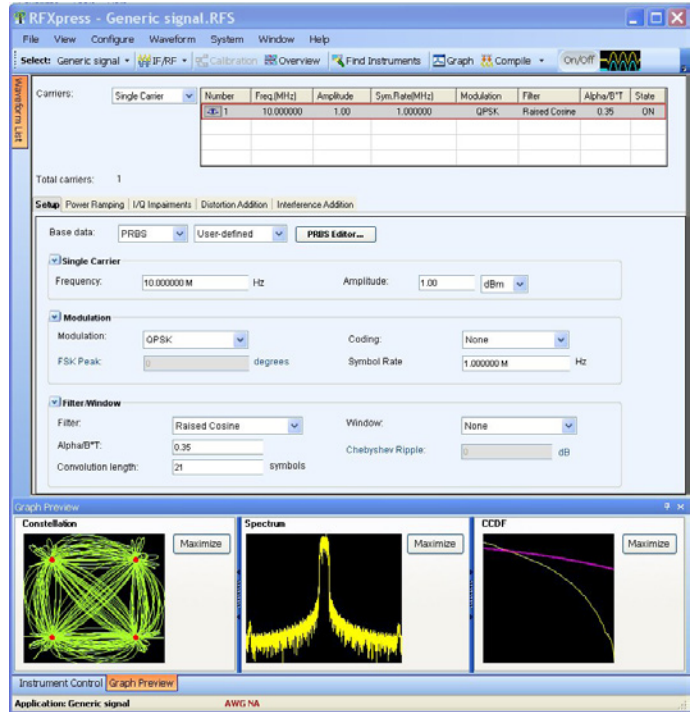 RFXpress - Generic signal.RFS
File View Configure Waveform System Window Help
Select: Generic signal IF/RF Calibration Overview Find Instruments Graph Compile On/Off
Waveform List
Carriers: Single Carrier
Number Freq.(MHz) Amplitude Sym.Rate(MHz) Modulation Filter Alpha/B*T State
1 10.000000 1.00 1.000000 QPSK Raised Cosine 0.35 ON
Total carriers: 1
Setup Power Ramping I/Q Impairments Distortion Addition Interference Addition
Base data: PRBS User-defined PRBS Editor...
Single Carrier
Frequency: 10.000000 M Hz Amplitude: 1.00 dBm
Modulation
Modulation: QPSK Coding: None
FSK Peak: 0 degrees Symbol Rate 1.000000 M Hz
Filter/Window
Filter: Raised Cosine Window: None
Alpha/B*T: 0.35 Chebyshev Ripple: 0 dB
Convolution length: 21 symbols
Graph Preview
Constellation Maximize Spectrum Maximize CCDF Maximize
Instrument Control Graph Preview
Application: Generic signal AWG NA